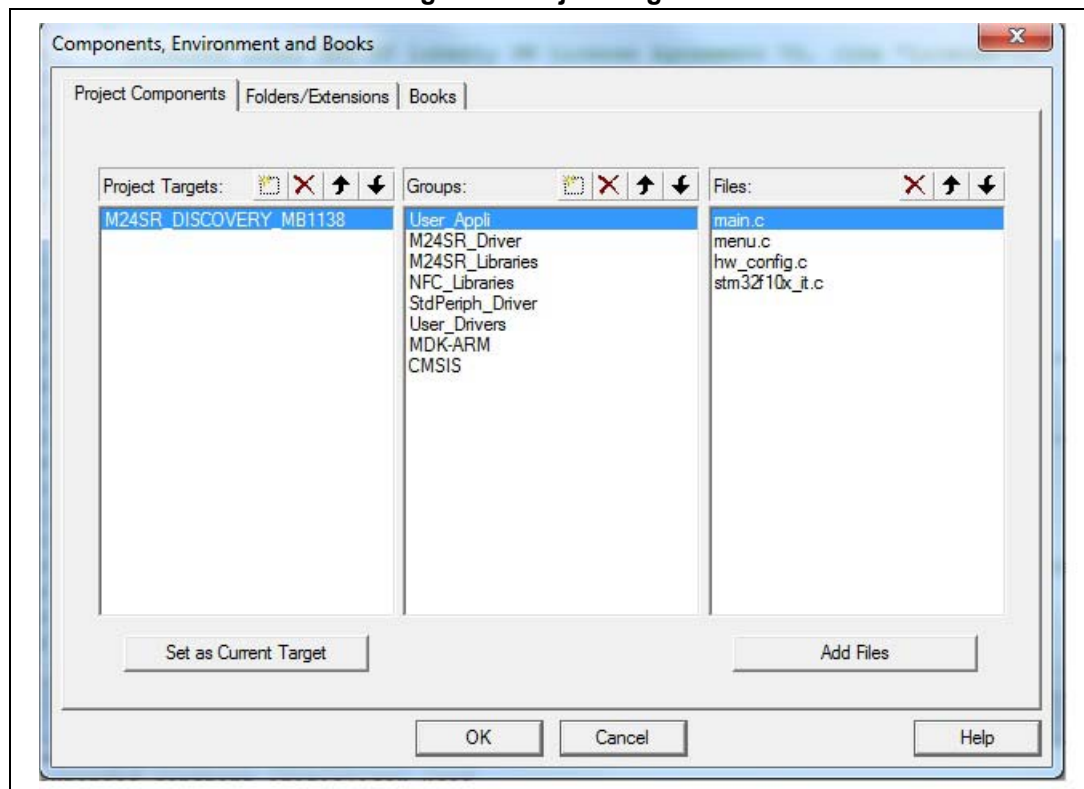 Components, Environment and Books
Project Components Folders/Extensions Books
Project Targets:
M24SR_DISCOVERY_MB1138
Groups:
User_Appli
M24SR_Driver
M24SR_Libraries
NFC_Libraries
StdPeriph_Driver
User_Drivers
MDK-ARM
CMSIS
Files:
main.c
menu.c
hw_config.c
stm32f10x_it.c
Set as Current Target
Add Files
OK Cancel Help